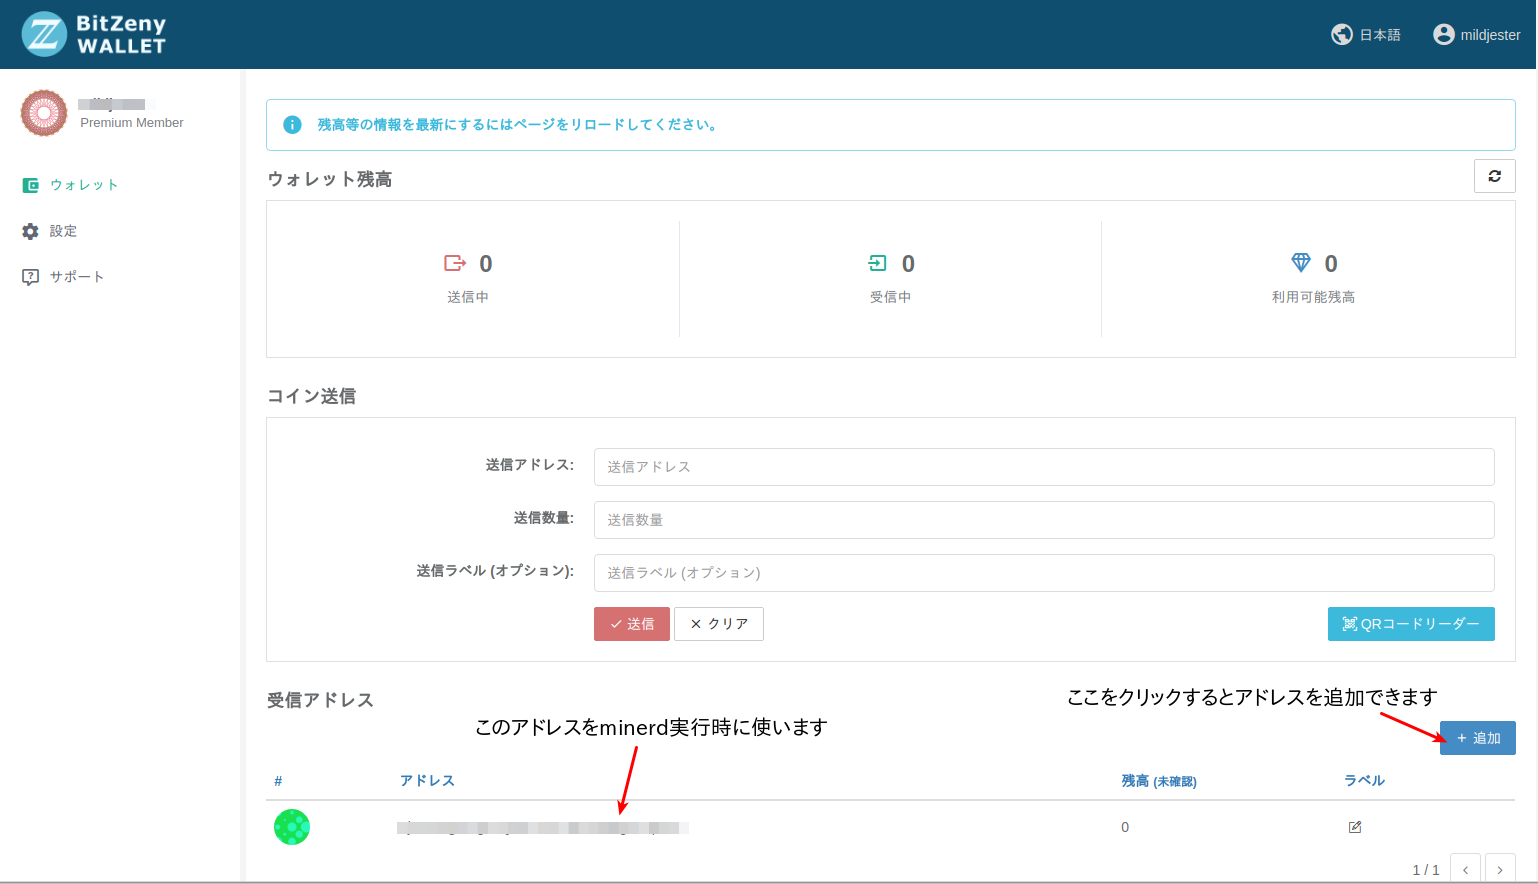 BitZeny
WALLET
日本語
mildjester
Premium Member
ウォレット
設定
サポート
残高等の情報を最新にするにはページをリロードしてください。
ウォレット残高
0
送信中
0
受信中
0
利用可能残高
コイン送信
送信アドレス:
送信アドレス
送信数量:
送信数量
送信ラベル (オプション):
送信ラベル (オプション)
送信
クリア
QRコードリーダー
受信アドレス
ここをクリックするとアドレスを追加できます
このアドレスをminerd実行時に使います
+ 追加
# アドレス 残高 (未確認) ラベル
0
1 / 1